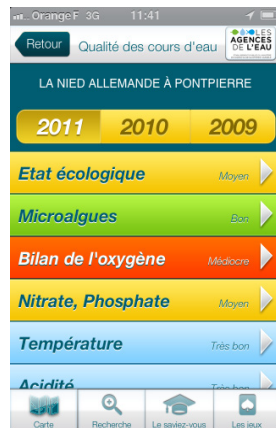 Orange F 3G 11:41
Retour Qualité des cours d'eau LES AGENCES DE L'EAU
LA NIED ALLEMANDE À PONTPIERRE
2011 2010 2009
Etat écologique Moyen
Microalgues Bon
Bilan de l'oxygène Médiocre
Nitrate, Phosphate Moyen
Température Très bon
Acidité Très bon
Carte Recherche Le saviez-vous Les jeux